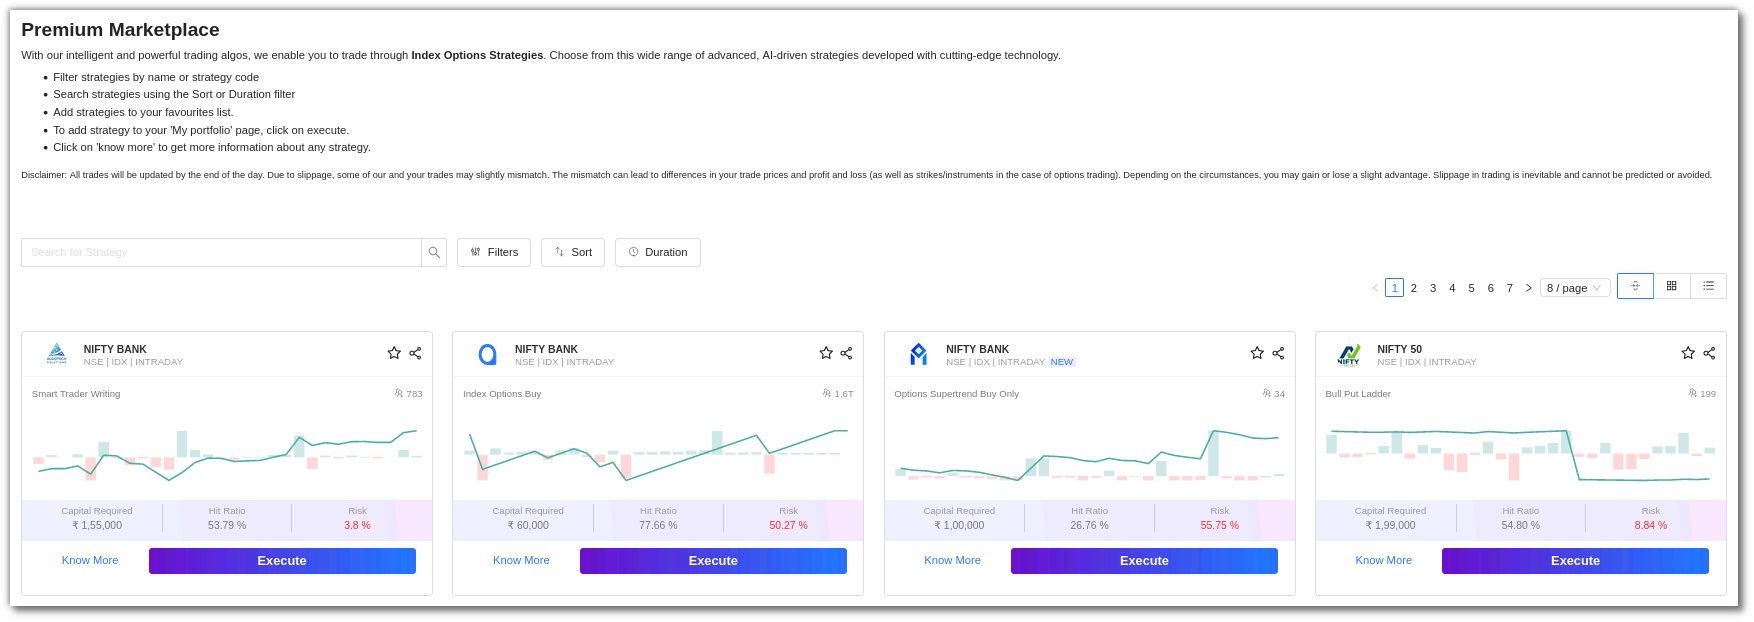 Premium Marketplace
With our intelligent and powerful trading algos, we enable you to trade through Index Options Strategies. Choose from this wide range of advanced, AI-driven strategies developed with cutting-edge technology.
• Filter strategies by name or strategy code
• Search strategies using the Sort or Duration filter
• Add strategies to your favourites list.
• To add strategy to your 'My portfolio' page, click on execute.
• Click on 'know more' to get more information about any strategy.
Disclaimer: All trades will be updated by the end of the day. Due to slippage, some of our and your trades may slightly mismatch. The mismatch can lead to differences in your trade prices and profit and loss (as well as strikes/instruments in the case of options trading). Depending on the circumstances, you may gain or lose a slight advantage. Slippage in trading is inevitable and cannot be predicted or avoided.
Search for Strategy
Filters
Sort
Duration
< 1 2 3 4 5 6 7 > 8 / page
NIFTY BANK
NSE | IDX | INTRADAY
Smart Trader Writing 783
Capital Required Hit Ratio Risk
₹ 1,55,000 53.79 % 3.8 %
Know More Execute
NIFTY BANK
NSE | IDX | INTRADAY
Index Options Buy 1.6T
Capital Required Hit Ratio Risk
₹ 60,000 77.66 % 50.27 %
Know More Execute
NIFTY BANK
NSE | IDX | INTRADAY NEW
Options Supertrend Buy Only 34
Capital Required Hit Ratio Risk
₹ 1,00,000 26.76 % 55.75 %
Know More Execute
NIFTY
NIFTY 50
NSE | IDX | INTRADAY
Bull Put Ladder 199
Capital Required Hit Ratio Risk
₹ 1,99,000 54.80 % 8.84 %
Know More Execute